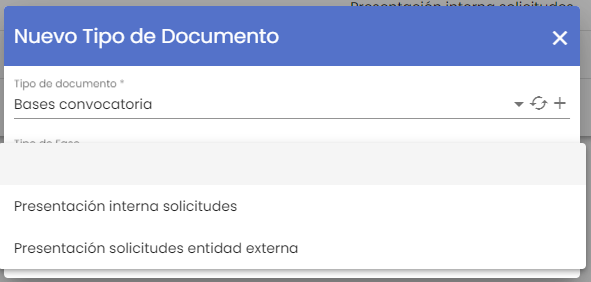 Presentación interna solicitudes
Nuevo Tipo de Documento
Tipo de documento *
Bases convocatoria
Tipo de Fase
Presentación interna solicitudes
Presentación solicitudes entidad externa